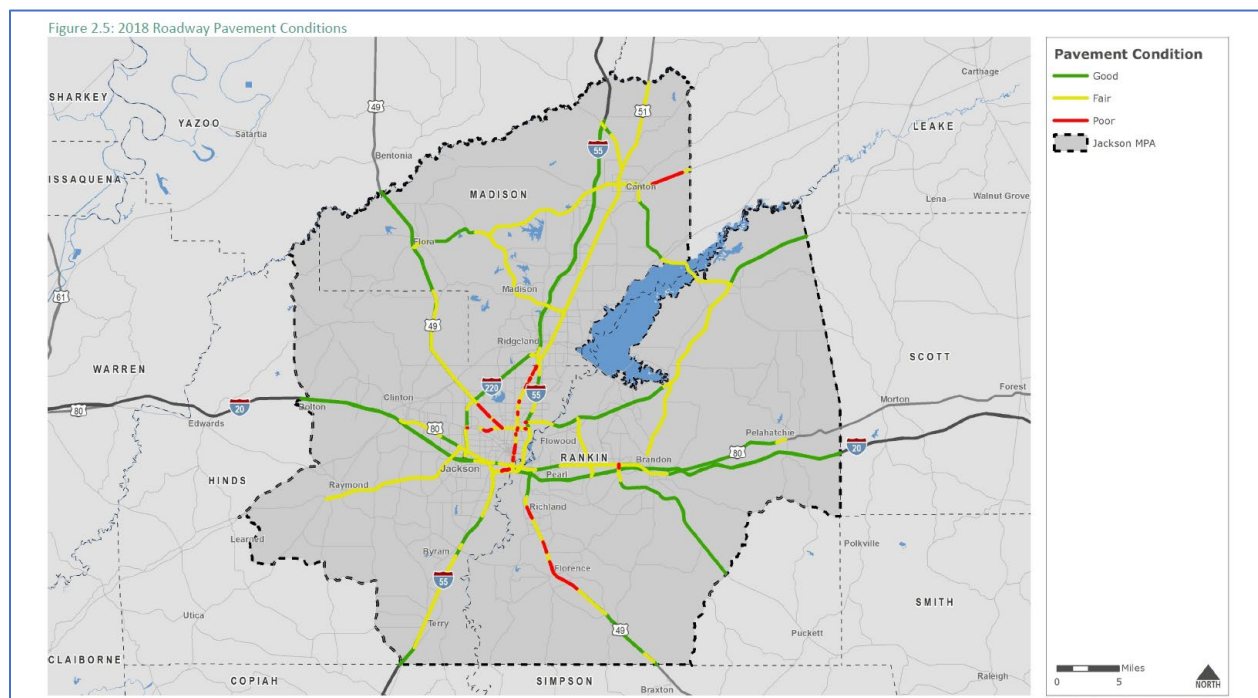 Figure 2.5: 2018 Roadway Pavement Conditions
Pavement Condition
Good
Fair
Poor
Jackson MPA
Carthage
SHARKEY
49
51
YAZOO
LEAKE
Satartia
55
Bentonia
ISSAQUENA
MADISON
Canton
Walnut Grove
Lena
Flora
61
Madison
49
Ridgeland
SCOTT
WARREN
220
55
Forest
Clinton
Morton
80
20
Bolton
Edwards
80
Pelahatchie
Flowood
20
RANKIN
80
Brandon
Jackson
Pearl
HINDS
Raymond
Richland
Learned
Polkville
Byram
Florence
55
SMITH
Utica
Terry
49
Puckett
CLAIBORNE
COPIAH
SIMPSON
Braxton
Raleigh
Miles
0 5
NORTH